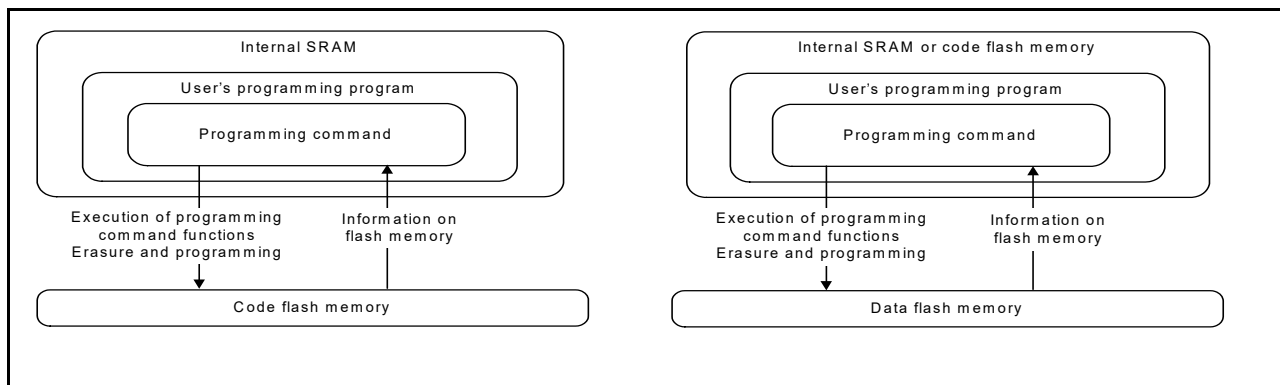 Internal SRAM
User's programming program
Programming command
Execution of programming
command functions
Erasure and programming
Information on
flash memory
Code flash memory
Internal SRAM or code flash memory
User's programming program
Programming command
Execution of programming
command functions
Erasure and programming
Information on
flash memory
Data flash memory